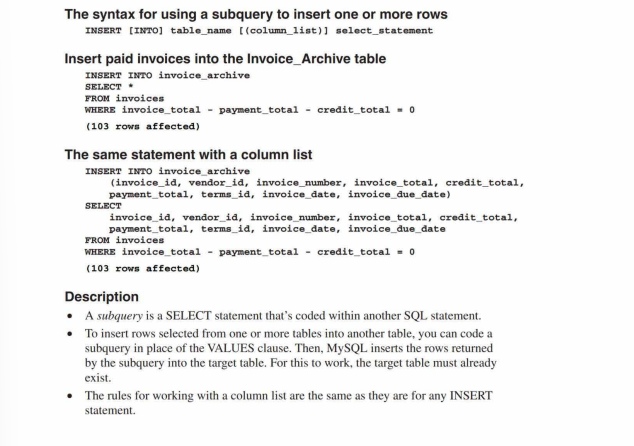 The syntax for using a subquery to insert one or more rows
INSERT [INTO] table_name [(column_list)] select_statement
Insert paid invoices into the Invoice_Archive table
INSERT INTO invoice_archive
SELECT *
FROM invoices
WHERE invoice_total - payment_total - credit_total = 0
(103 rows affected)
The same statement with a column list
INSERT INTO invoice_archive
(invoice_id, vendor_id, invoice_number, invoice_total, credit_total,
payment_total, terms_id, invoice_date, invoice_due_date)
SELECT
invoice_id, vendor_id, invoice_number, invoice_total, credit_total,
payment_total, terms_id, invoice_date, invoice_due_date
FROM invoices
WHERE invoice_total - payment_total - credit_total = 0
(103 rows affected)
Description
• A subquery is a SELECT statement that's coded within another SQL statement.
• To insert rows selected from one or more tables into another table, you can code a
subquery in place of the VALUES clause. Then, MySQL inserts the rows returned
by the subquery into the target table. For this to work, the target table must already
exist.
• The rules for working with a column list are the same as they are for any INSERT
statement.